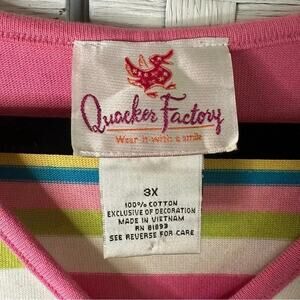 Quacker Factory
Wear it with a smile
3X
100% COTTON
EXCLUSIVE OF DECORATION
MADE IN VIETNAM
RN 81893
SEE REVERSE FOR CARE